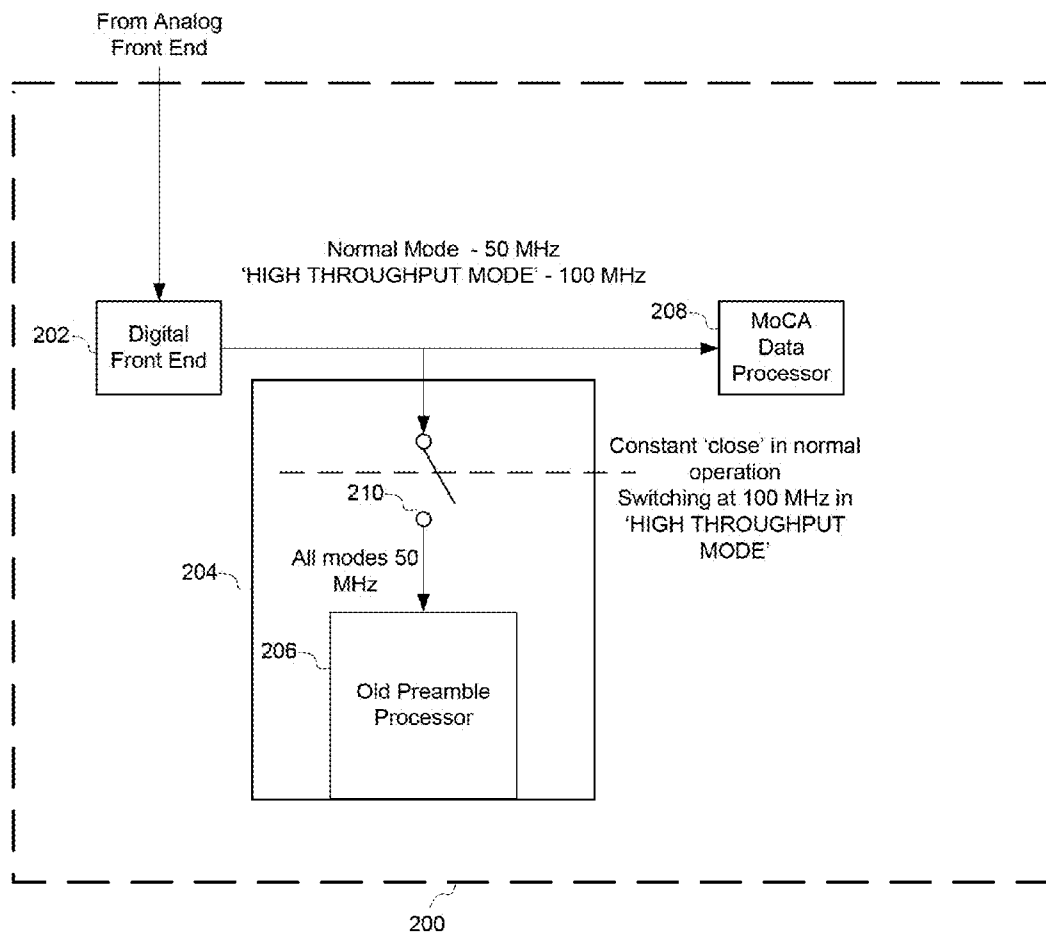 From Analog
Front End
Normal Mode - 50 MHz
'HIGH THROUGHPUT MODE' - 100 MHz
202
Digital
Front End
208
MoCA
Data
Processor
Constant 'close' in normal
operation
Switching at 100 MHz in
'HIGH THROUGHPUT
MODE'
210
All modes 50
MHz
204
206
Old Preamble
Processor
200